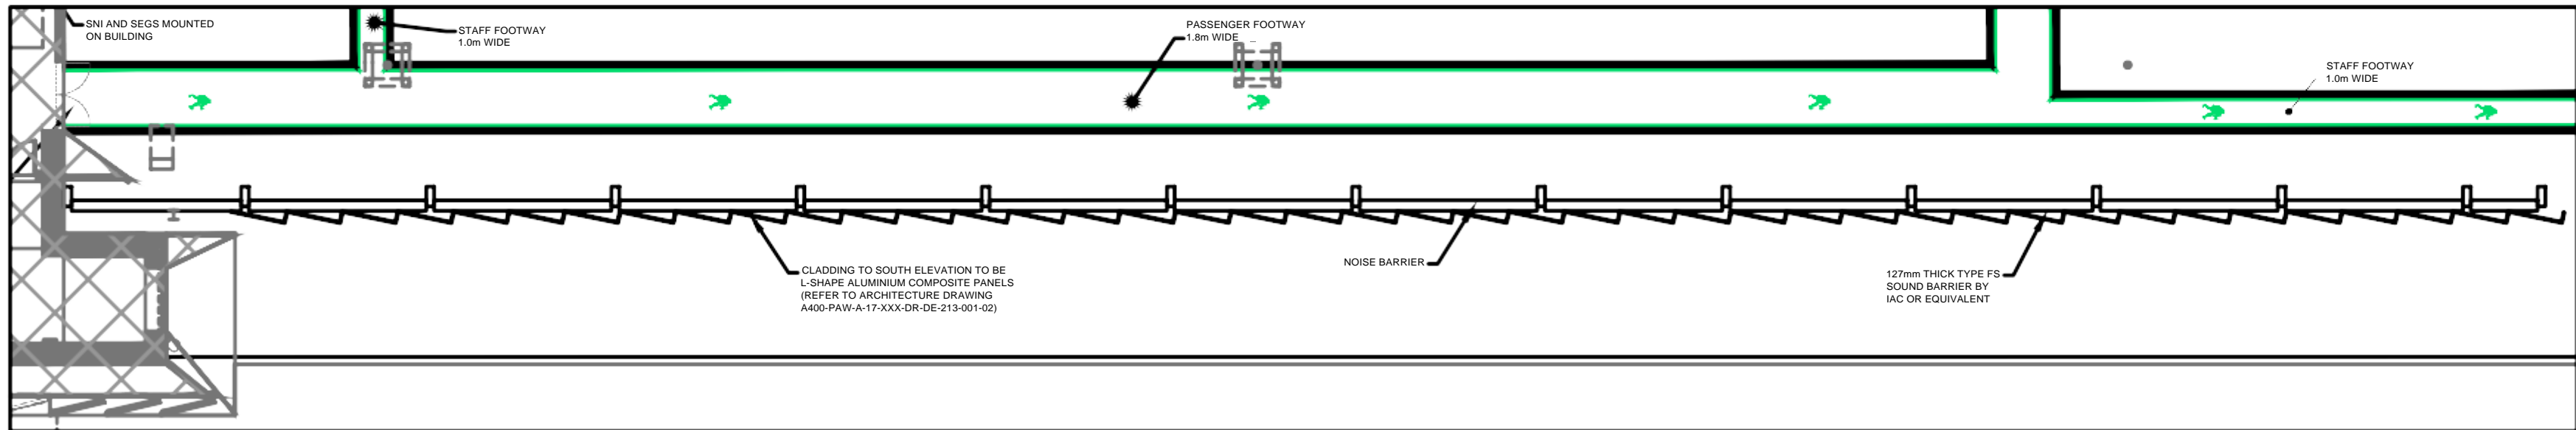 SNI AND SEGS MOUNTED
ON BUILDING
STAFF FOOTWAY
1.0m WIDE
PASSENGER FOOTWAY
1.8m WIDE
STAFF FOOTWAY
1.0m WIDE
CLADDING TO SOUTH ELEVATION TO BE
L-SHAPE ALUMINIUM COMPOSITE PANELS
(REFER TO ARCHITECTURE DRAWING
A400-PAW-A-17-XXX-DR-DE-213-001-02)
NOISE BARRIER
127mm THICK TYPE FS
SOUND BARRIER BY
IAC OR EQUIVALENT